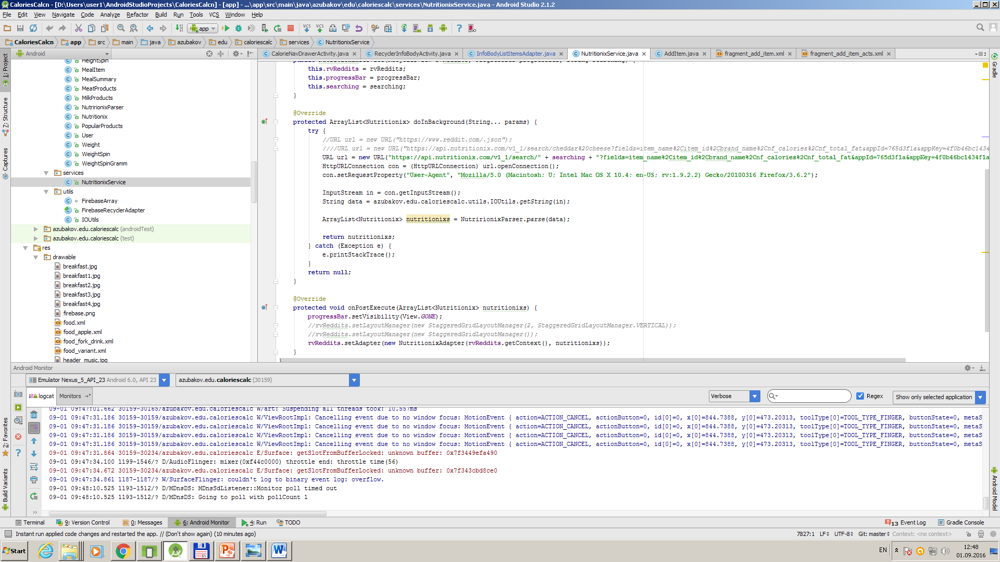 CaloriesCalcn - [D:\Users\user1\AndroidStudioProjects\CaloriesCalcn] - [app] - ...\app\src\main\java\azubakov\edu\caloriescalc\services\NutritionixService.java - Android Studio 2.1.2
File Edit View Navigate Code Analyze Refactor Build Run Tools VCS Window Help
app
CaloriesCalcn app src main java azubakov edu caloriescalc services NutritionixService
Android
CalorieNavDrawerActivity.java RecyclerInfoBodyActivity.java InfoBodyListItemsAdapter.java NutritionixService.java AddItem.java fragment_add_item.xml fragment_add_item_acts.xml
1: Project
Z: Structure
Captures
2: Favorites
Build Variants
Gradle
Android Model
HeightSpin
MealItem
MealSummary
MeatProducts
MilkProducts
NutririonixParser
Nutritionix
PopularProducts
User
Weight
WeightSpin
WeightSpinGramm
services
NutritionixService
utils
FirebaseArray
FirebaseRecyclerAdapter
IOUtils
azubakov.edu.caloriescalc (androidTest)
azubakov.edu.caloriescalc (test)
res
drawable
breakfast.jpg
breakfast1.jpg
breakfast2.jpg
breakfast3.jpg
breakfast4.jpg
firebase.png
food.xml
food_apple.xml
food_fork_drink.xml
food_variant.xml
header_music.jpg
this.rvReddits = rvReddits;
this.progressBar = progressBar;
this.searching = searching;
}
@Override
protected ArrayList<Nutritionix> doInBackground(String... params) {
try {
//URL url = new URL("https://www.reddit.com/.json");
////URL url = new URL("https://api.nutritionix.com/v1_1/search/cheddar%20cheese?fields=item_name%2Citem_id%2Cbrand_name%2Cnf_calories%2Cnf_total_fat&appId=765d3f1a&appKey=4f0b46bc1434
URL url = new URL("https://api.nutritionix.com/v1_1/search/" + searching + "?fields=item_name%2Citem_id%2Cbrand_name%2Cnf_calories%2Cnf_total_fat&appId=765d3f1a&appKey=4f0b46bc1434f1a
HttpURLConnection con = (HttpURLConnection) url.openConnection();
con.setRequestProperty("User-Agent", "Mozilla/5.0 (Macintosh; U; Intel Mac OS X 10.4; en-US; rv:1.9.2.2) Gecko/20100316 Firefox/3.6.2");
InputStream in = con.getInputStream();
String data = azubakov.edu.caloriescalc.utils.IOUtils.getString(in);
ArrayList<Nutritionix> nutritionixs = NutririonixParser.parse(data);
return nutritionixs;
} catch (Exception e) {
e.printStackTrace();
}
return null;
}
@Override
protected void onPostExecute(ArrayList<Nutritionix> nutritionixs) {
progressBar.setVisibility(View.GONE);
//rvReddits.setLayoutManager(new StaggeredGridLayoutManager(2, StaggeredGridLayoutManager.VERTICAL));
//rvReddits.setLayoutManager(new StaggeredGridLayoutManager());
rvReddits.setAdapter(new NutritionixAdapter(rvReddits.getContext(), nutritionixs));
}
Android Monitor
Emulator Nexus_5_API_23 Android 6.0, API 23 azubakov.edu.caloriescalc (30159)
logcat Monitors Verbose Regex Show only selected application
09-01 09:47:01.662 30159-30165/azubakov.edu.caloriescalc W/art: Suspending all threads took: 10.557ms
09-01 09:47:31.186 30159-30159/azubakov.edu.caloriescalc W/ViewRootImpl: Cancelling event due to no window focus: MotionEvent { action=ACTION_CANCEL, actionButton=0, id[0]=0, x[0]=844.7388, y[0]=473.20313, toolType[0]=TOOL_TYPE_FINGER, buttonState=0, metaS
09-01 09:47:31.186 30159-30159/azubakov.edu.caloriescalc W/ViewRootImpl: Cancelling event due to no window focus: MotionEvent { action=ACTION_CANCEL, actionButton=0, id[0]=0, x[0]=844.7388, y[0]=473.20313, toolType[0]=TOOL_TYPE_FINGER, buttonState=0, metaS
09-01 09:47:31.186 30159-30159/azubakov.edu.caloriescalc W/ViewRootImpl: Cancelling event due to no window focus: MotionEvent { action=ACTION_CANCEL, actionButton=0, id[0]=0, x[0]=844.7388, y[0]=473.20313, toolType[0]=TOOL_TYPE_FINGER, buttonState=0, metaS
09-01 09:47:31.186 30159-30159/azubakov.edu.caloriescalc W/ViewRootImpl: Cancelling event due to no window focus: MotionEvent { action=ACTION_CANCEL, actionButton=0, id[0]=0, x[0]=844.7388, y[0]=473.20313, toolType[0]=TOOL_TYPE_FINGER, buttonState=0, metaS
09-01 09:47:31.864 30159-30234/azubakov.edu.caloriescalc E/Surface: getSlotFromBufferLocked: unknown buffer: 0x7f3449efa490
09-01 09:47:34.100 1199-1546/? D/AudioFlinger: mixer(0xf44c0000) throttle end: throttle time(56)
09-01 09:47:34.672 30159-30234/azubakov.edu.caloriescalc E/Surface: getSlotFromBufferLocked: unknown buffer: 0x7f343cbd8ce0
09-01 09:47:34.861 1187-1187/? W/SurfaceFlinger: couldn't log to binary event log: overflow.
09-01 09:48:10.525 1193-1512/? D/MDnsDS: MDnsSdListener::Monitor poll timed out
09-01 09:48:10.525 1193-1512/? D/MDnsDS: Going to poll with pollCount 1
Terminal 9: Version Control 0: Messages 6: Android Monitor 4: Run TODO 13 Event Log Gradle Console
Instant run applied code changes and restarted the app. // (Don't show again) (10 minutes ago) 7827:1 LF UTF-8 Git: master Context: <no context>
Start EN 12:48
01.09.2016